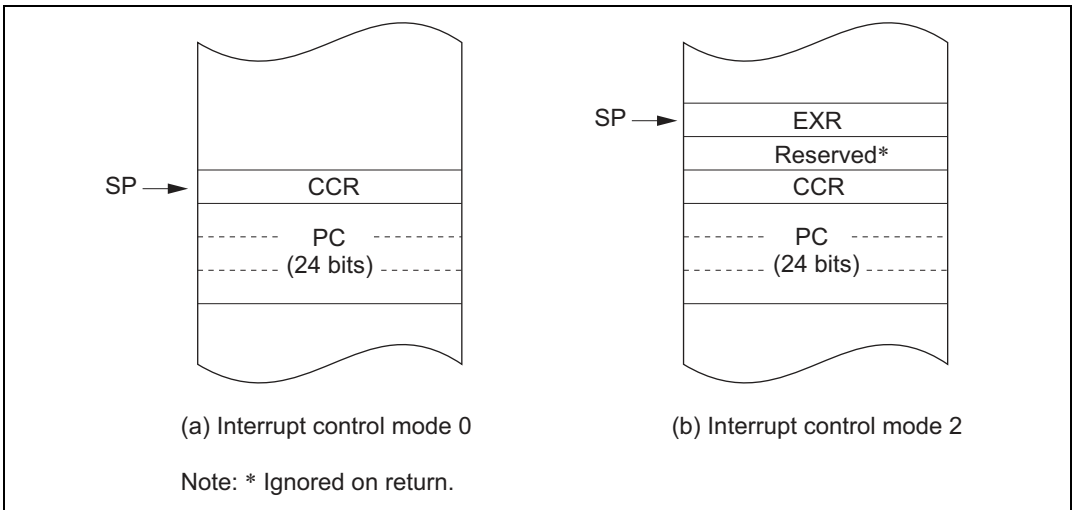 SP
CCR
PC
(24 bits)
(a) Interrupt control mode 0
SP
EXR
Reserved*
CCR
PC
(24 bits)
(b) Interrupt control mode 2
Note: * Ignored on return.